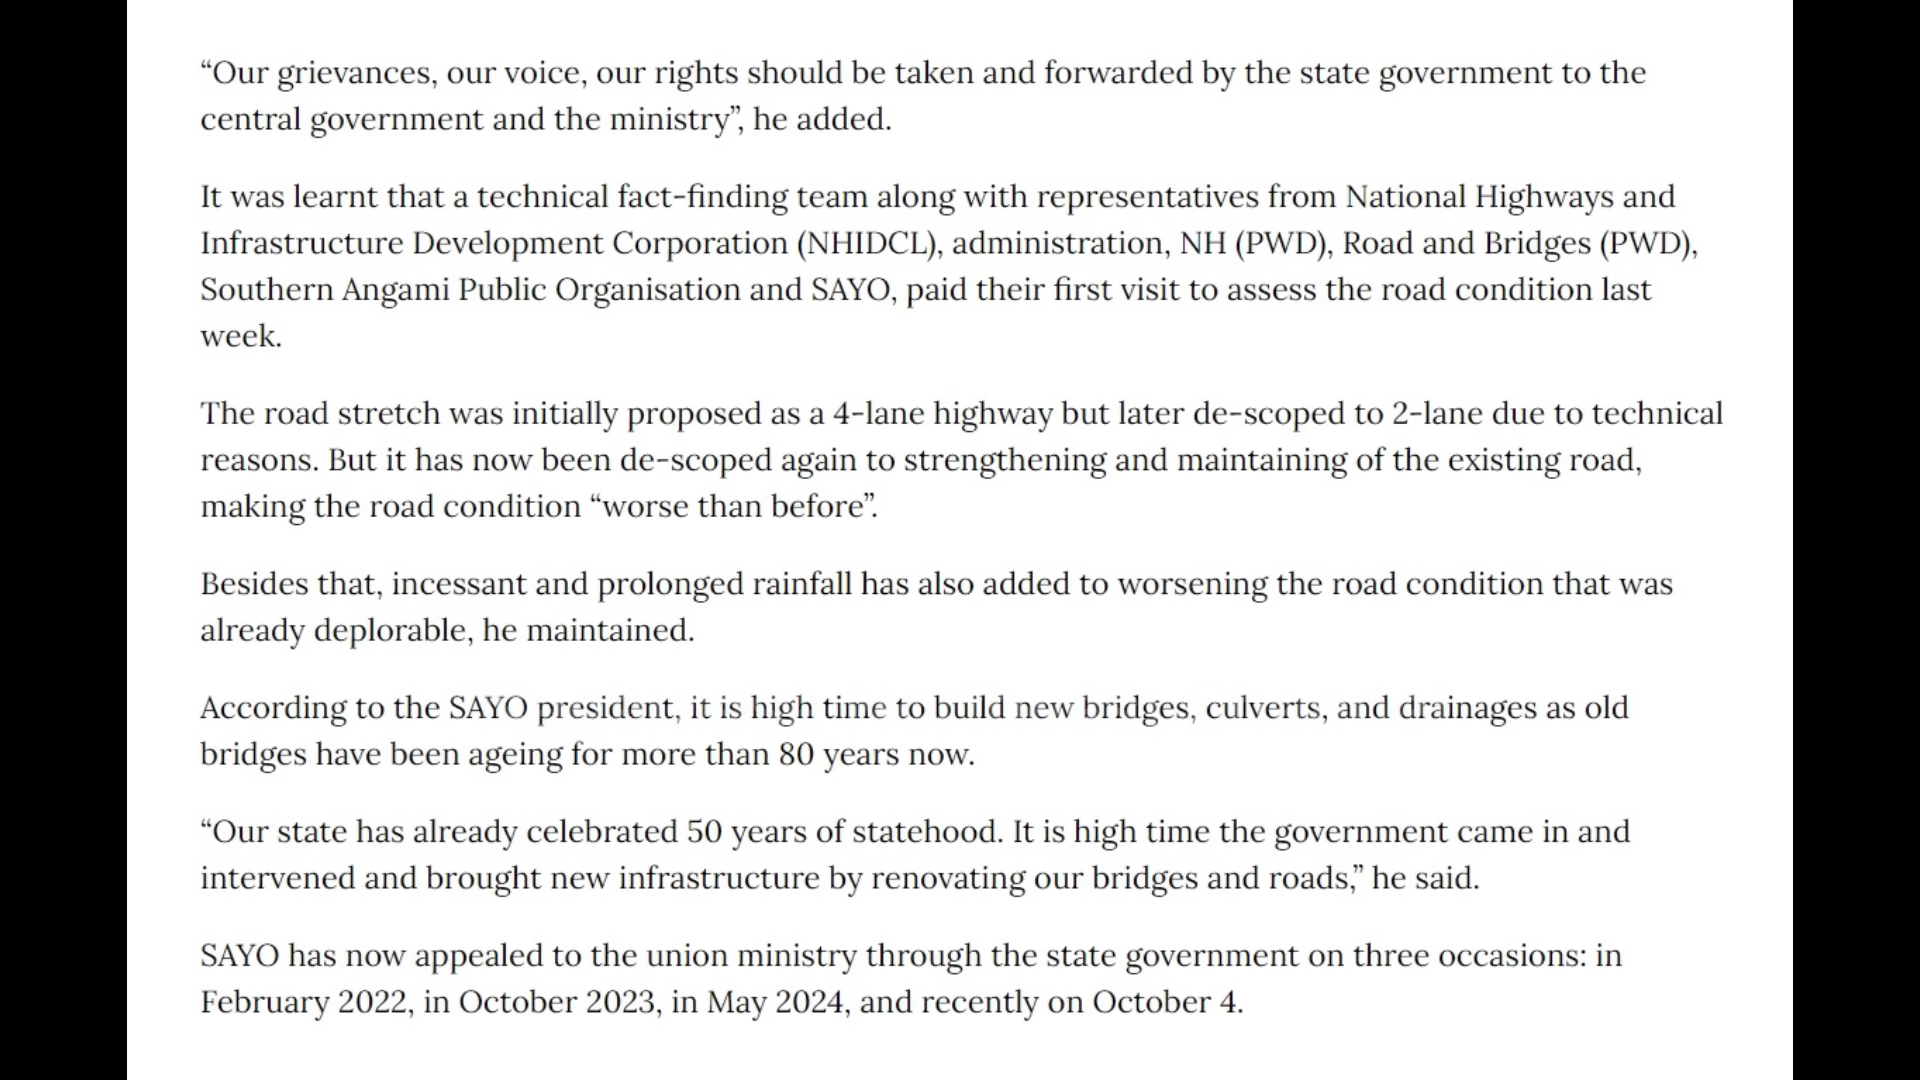 “Our grievances, our voice, our rights should be taken and forwarded by the state government to the
central government and the ministry”, he added.
It was learnt that a technical fact-finding team along with representatives from National Highways and
Infrastructure Development Corporation (NHIDCL), administration, NH (PWD), Road and Bridges (PWD),
Southern Angami Public Organisation and SAYO, paid their first visit to assess the road condition last
week.
The road stretch was initially proposed as a 4-lane highway but later de-scoped to 2-lane due to technical
reasons. But it has now been de-scoped again to strengthening and maintaining of the existing road,
making the road condition “worse than before”.
Besides that, incessant and prolonged rainfall has also added to worsening the road condition that was
already deplorable, he maintained.
According to the SAYO president, it is high time to build new bridges, culverts, and drainages as old
bridges have been ageing for more than 80 years now.
“Our state has already celebrated 50 years of statehood. It is high time the government came in and
intervened and brought new infrastructure by renovating our bridges and roads,” he said.
SAYO has now appealed to the union ministry through the state government on three occasions: in
February 2022, in October 2023, in May 2024, and recently on October 4.